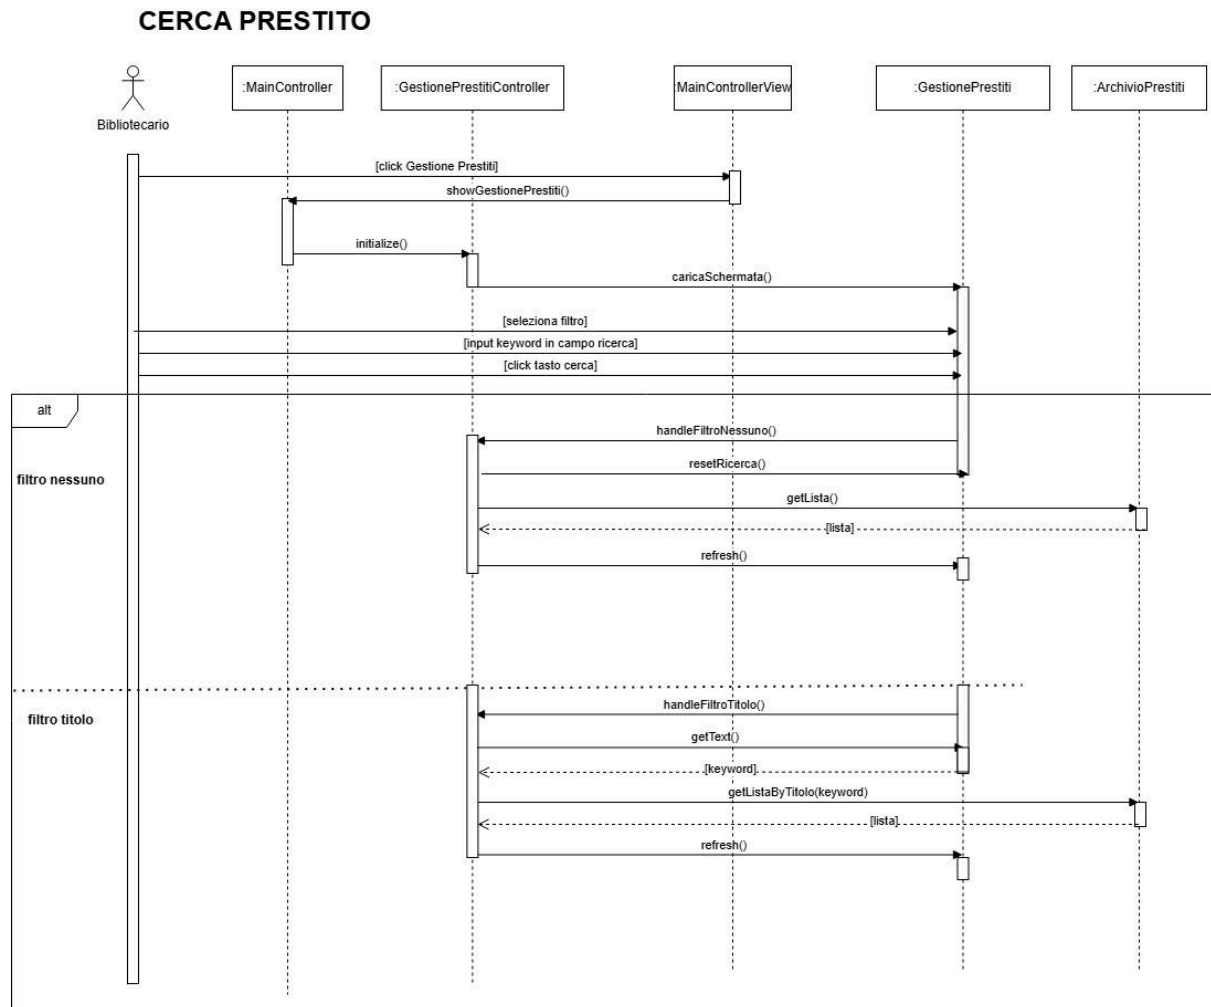 CERCA PRESTITO
Bibliotecario
:MainController
:GestionePrestitiController
:MainControllerView
:GestionePrestiti
:ArchivioPrestiti
[click Gestione Prestiti]
showGestionePrestiti()
initialize()
caricaSchermata()
[seleziona filtro]
[input keyword in campo ricerca]
[click tasto cerca]
alt
filtro nessuno
handleFiltroNessuno()
resetRicerca()
getLista()
[lista]
refresh()
filtro titolo
handleFiltroTitolo()
getText()
[keyword]
getListaByTitolo(keyword)
[lista]
refresh()